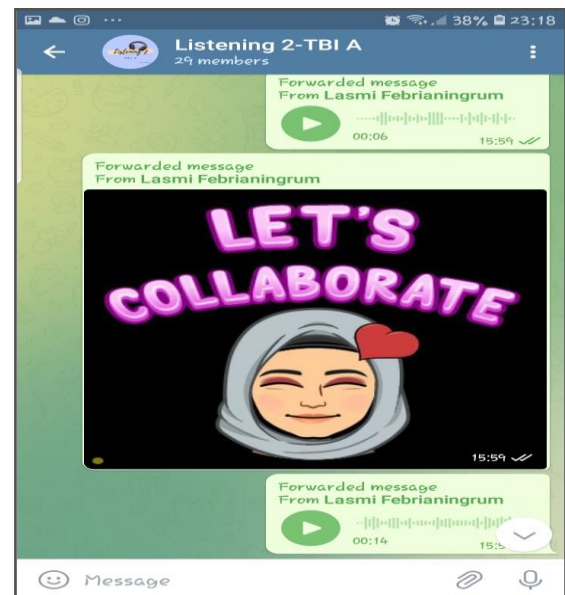 38% 23:18
Listening 2-TBI A
29 members
Forwarded message
From Lasmi Febrianingrum
00:06
15:59
Forwarded message
From Lasmi Febrianingrum
LET'S
COLLABORATE
15:59
Forwarded message
From Lasmi Febrianingrum
00:14
Message